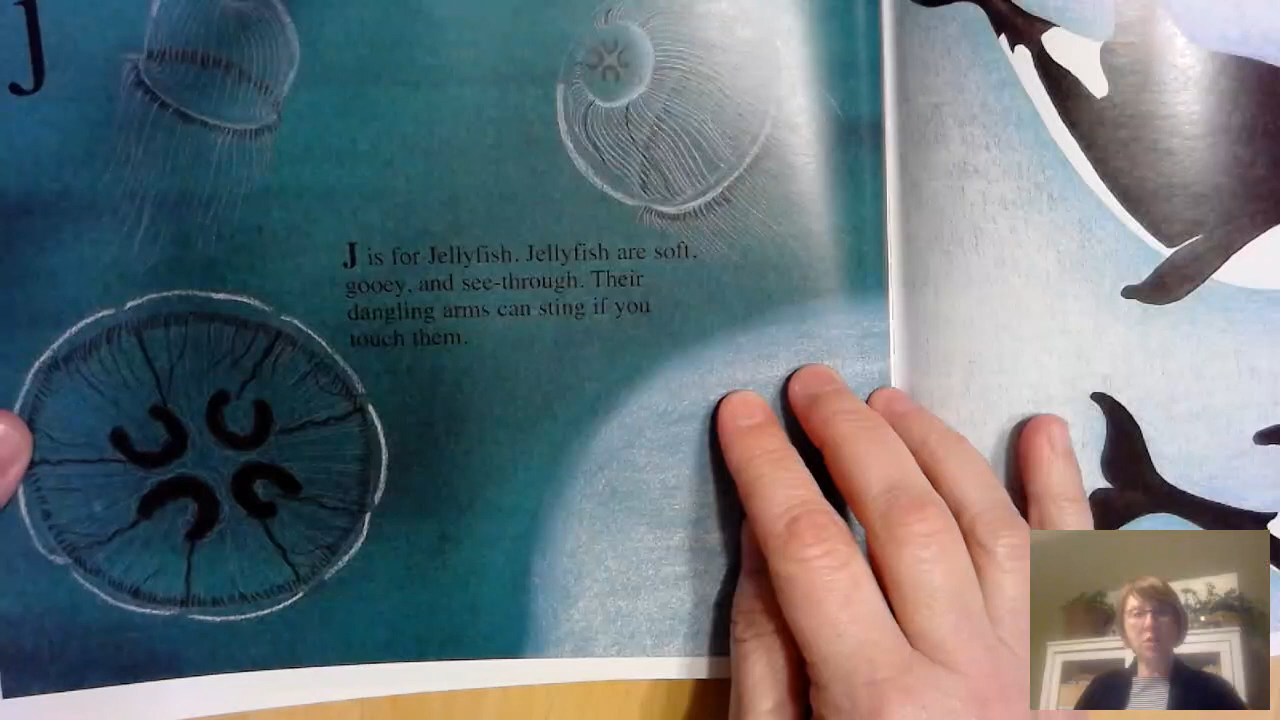 J
J is for Jellyfish. Jellyfish are soft,
gooey, and see-through. Their
dangling arms can sting if you
touch them.